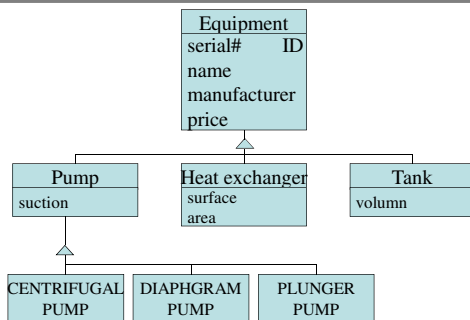 Equipment
serial# ID
name
manufacturer
price
Pump
suction
Heat exchanger
surface
area
Tank
volumn
CENTRIFUGAL
PUMP
DIAPHGRAM
PUMP
PLUNGER
PUMP